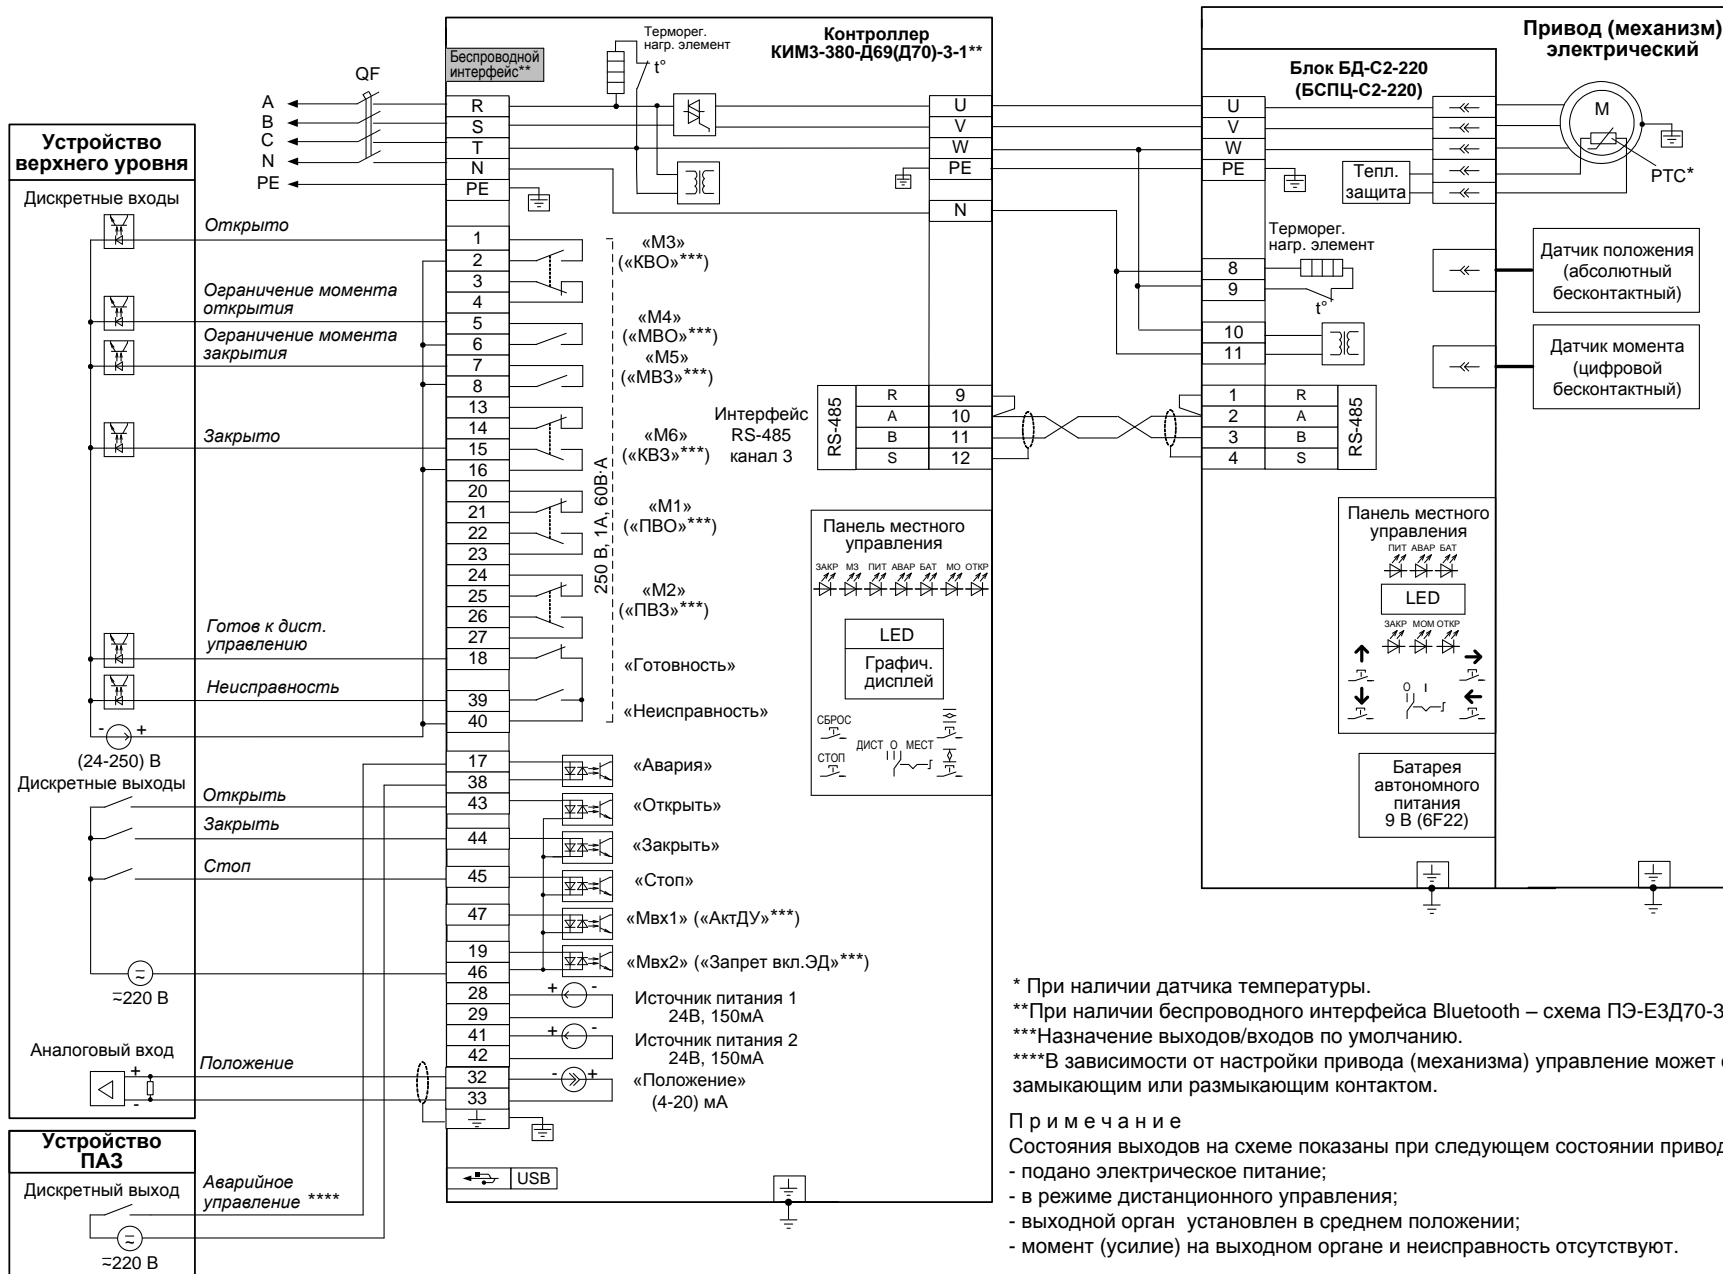 Контроллер
КИМ3-380-Д69(Д70)-3-1**
Беспроводной
интерфейс**
Терморег.
нагр. элемент
t°
QF
A
B
C
N
PE
R
S
T
N
PE
U
V
W
PE
N
Устройство
верхнего уровня
Дискретные входы
Открыто
Ограничение момента
открытия
Ограничение момента
закрытия
Закрыто
Готов к дист.
управлению
Неисправность
- +
(24-250) В
Дискретные выходы
Открыть
Закрыть
Стоп
≂220 В
Аналоговый вход
+
-
Положение
Устройство
ПАЗ
Дискретный выход
Аварийное
управление ****
≂220 В
1
2
3
4
5
6
7
8
13
14
15
16
20
21
22
23
24
25
26
27
18
39
40
17
38
43
44
45
47
19
46
28
29
41
42
32
33
USB
«М3»
(«КВО»***)
«М4»
(«МВО»***)
«М5»
(«МВЗ»***)
«М6»
(«КВЗ»***)
«М1»
(«ПВО»***)
«М2»
(«ПВЗ»***)
250 В, 1А, 60В·А
«Готовность»
«Неисправность»
«Авария»
«Открыть»
«Закрыть»
«Стоп»
«Мвх1» («АктДУ»***)
«Мвх2» («Запрет вкл.ЭД»***)
+ -
Источник питания 1
24В, 150мА
+ -
Источник питания 2
24В, 150мА
- +
«Положение»
(4-20) мА
Интерфейс
RS-485
канал 3
RS-485
R 9
A 10
B 11
S 12
Панель местного
управления
ЗАКР МЗ ПИТ АВАР БАТ МО ОТКР
LED
Графич.
дисплей
СБРОС
СТОП
ДИСТ О МЕСТ
Привод (механизм)
электрический
Блок БД-С2-220
(БСПЦ-С2-220)
U
V
W
PE
Тепл.
защита
M
PTC*
Терморег.
нагр. элемент
t°
8
9
10
11
1 R
2 A
3 B
4 S
RS-485
Датчик положения
(абсолютный
бесконтактный)
Датчик момента
(цифровой
бесконтактный)
Панель местного
управления
ПИТ АВАР БАТ
LED
ЗАКР МОМ ОТКР
O I
Батарея
автономного
питания
9 В (6F22)
* При наличии датчика температуры.
**При наличии беспроводного интерфейса Bluetooth – схема ПЭ-Е3Д70-3
***Назначение выходов/входов по умолчанию.
****В зависимости от настройки привода (механизма) управление может
замыкающим или размыкающим контактом.
П р и м е ч а н и е
Состояния выходов на схеме показаны при следующем состоянии привод
- подано электрическое питание;
- в режиме дистанционного управления;
- выходной орган установлен в среднем положении;
- момент (усилие) на выходном органе и неисправность отсутствуют.